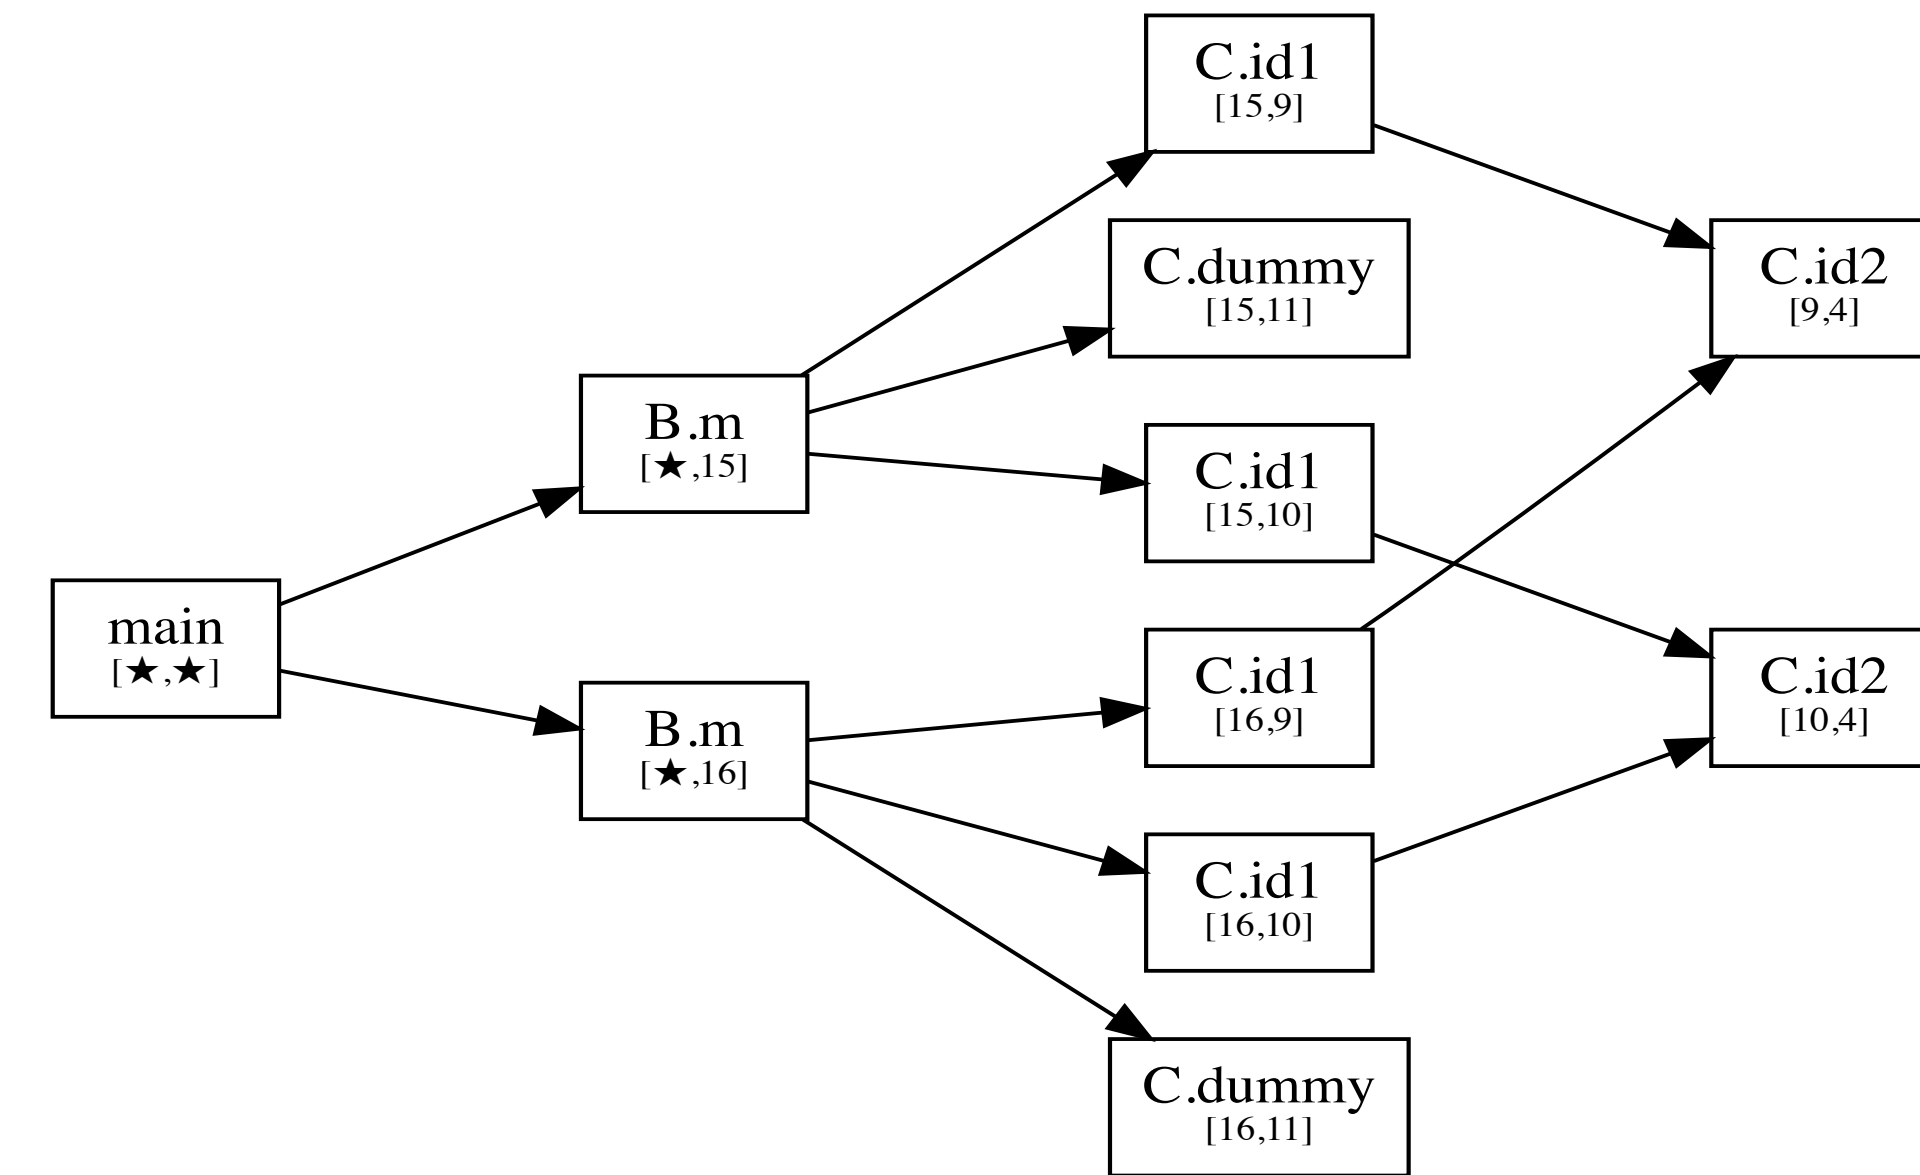 C.id1
[15,9]
C.dummy
[15,11]
C.id2
[9,4]
B.m
[★,15]
C.id1
[15,10]
main
[★,★]
C.id1
[16,9]
C.id2
[10,4]
B.m
[★,16]
C.id1
[16,10]
C.dummy
[16,11]